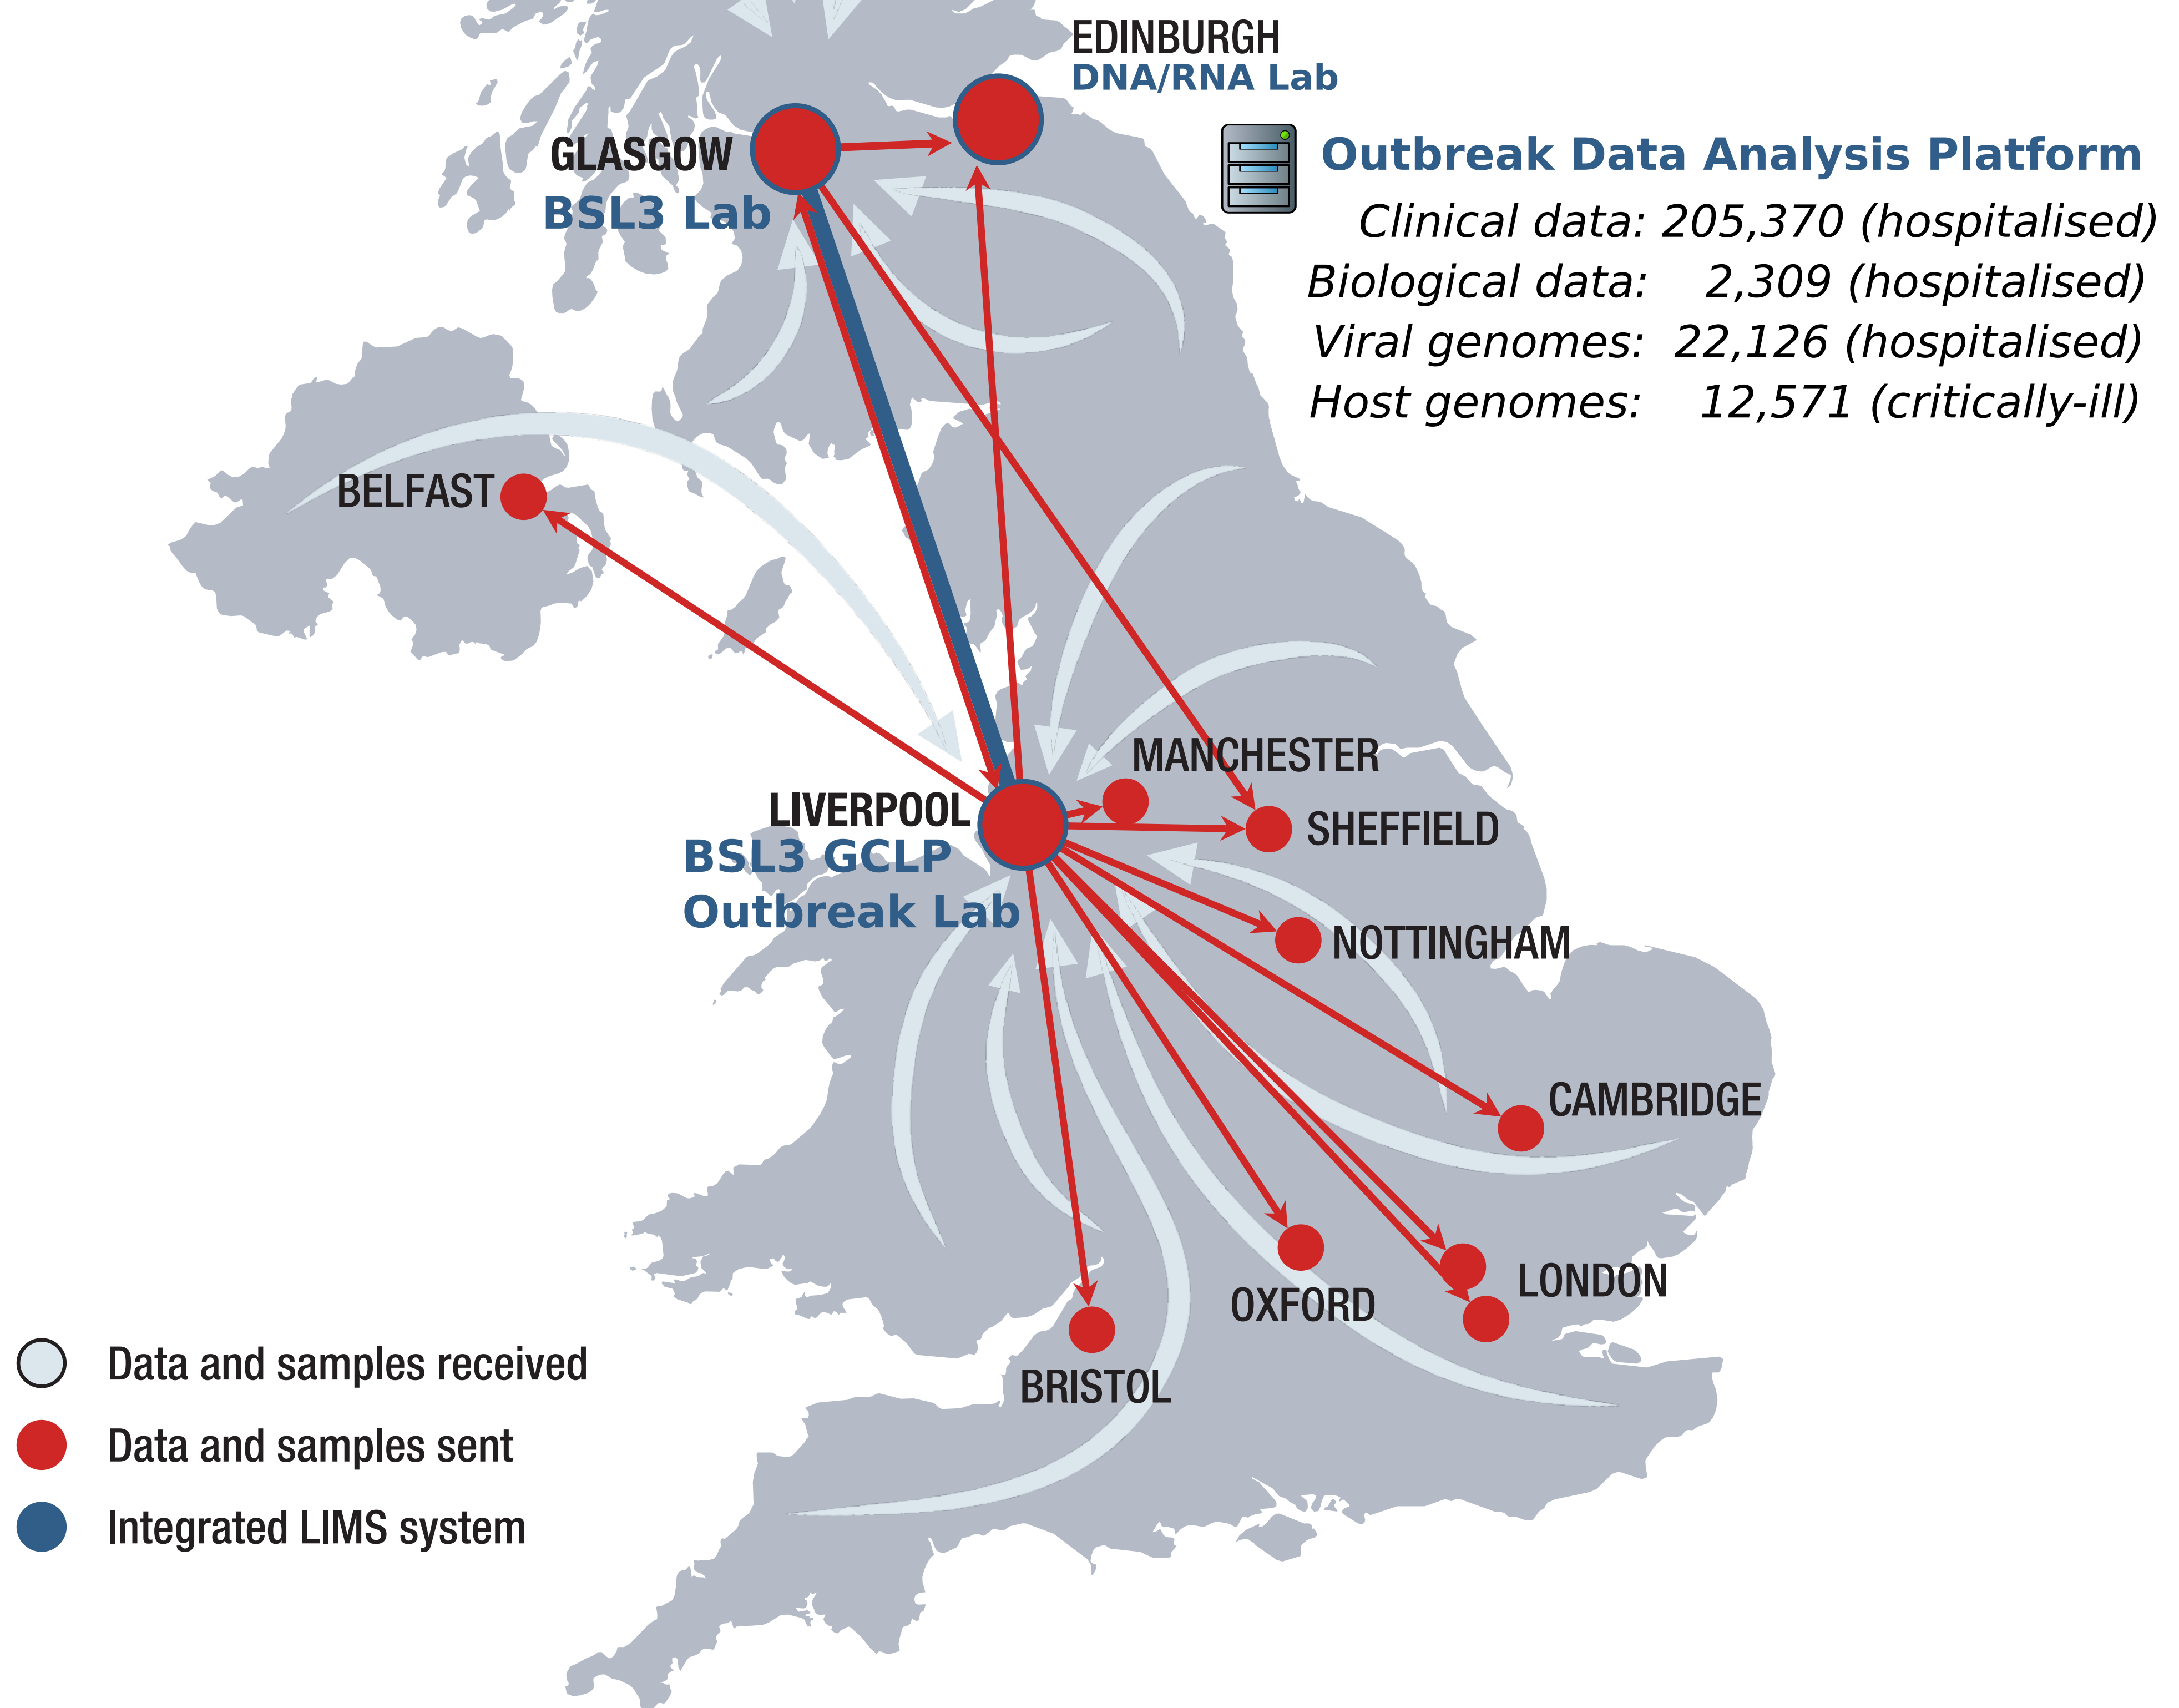 EDINBURGH
DNA/RNA Lab
GLASGOW
BSL3 Lab
Outbreak Data Analysis Platform
Clinical data: 205,370 (hospitalised)
Biological data: 2,309 (hospitalised)
Viral genomes: 22,126 (hospitalised)
Host genomes: 12,571 (critically-ill)
BELFAST
MANCHESTER
LIVERPOOL
BSL3 GCLP
Outbreak Lab
SHEFFIELD
NOTTINGHAM
CAMBRIDGE
LONDON
OXFORD
BRISTOL
Data and samples received
Data and samples sent
Integrated LIMS system